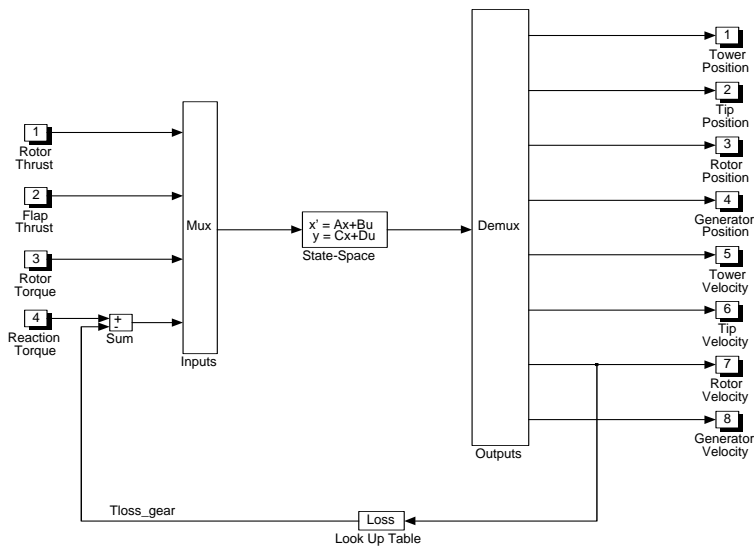 1
Rotor
Thrust
2
Flap
Thrust
3
Rotor
Torque
4
Reaction
Torque
+
-
Sum
Mux
Inputs
x' = Ax+Bu
y = Cx+Du
State-Space
Demux
Outputs
1
Tower
Position
2
Tip
Position
3
Rotor
Position
4
Generator
Position
5
Tower
Velocity
6
Tip
Velocity
7
Rotor
Velocity
8
Generator
Velocity
Tloss_gear
Loss
Look Up Table